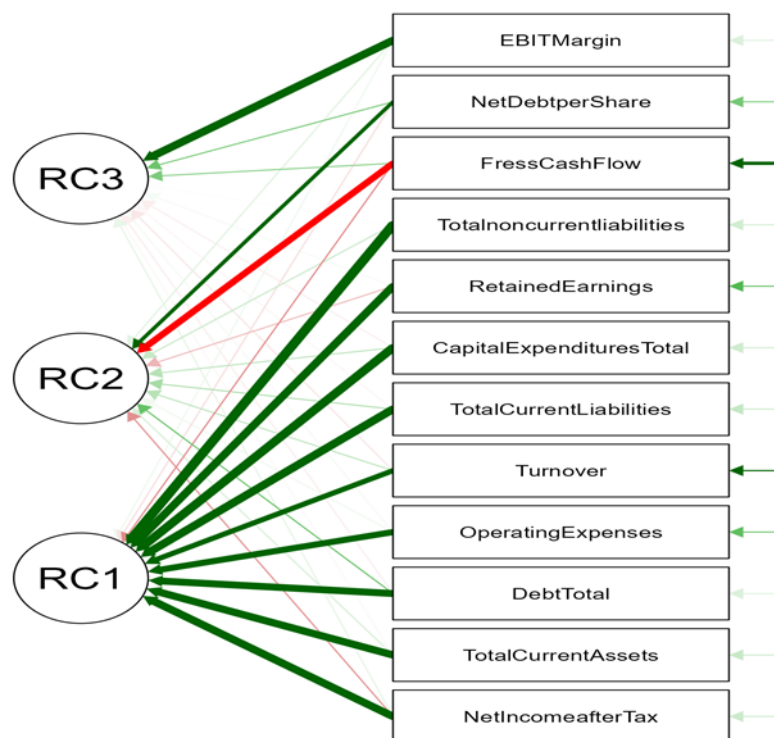 EBITMargin
NetDebtperShare
RC3
FressCashFlow
Totalnoncurrentliabilities
RetainedEarnings
RC2
CapitalExpendituresTotal
TotalCurrentLiabilities
Turnover
OperatingExpenses
RC1
DebtTotal
TotalCurrentAssets
NetIncomeafterTax